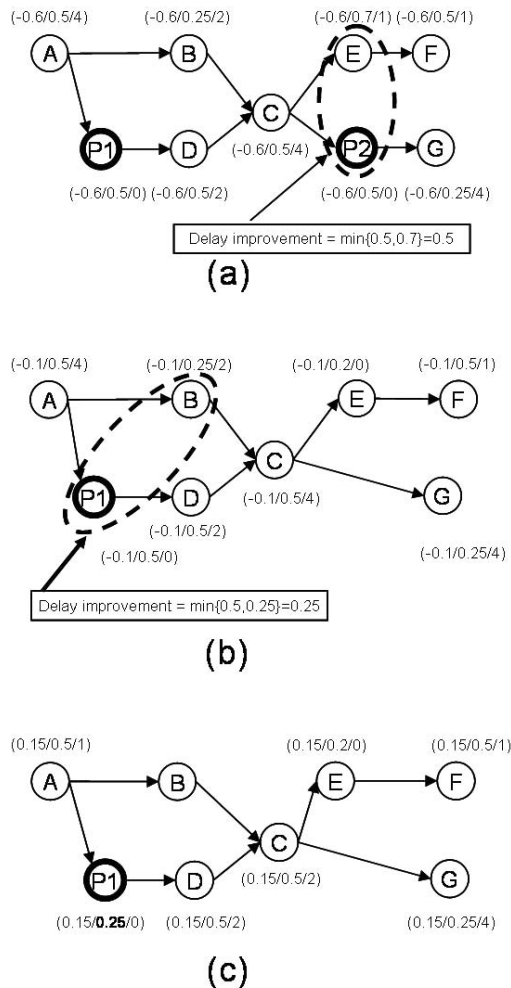 (-0.6/0.5/4) (-0.6/0.25/2) (-0.6/0.7/1) (-0.6/0.5/1)
A B E F
C
P1 D (-0.6/0.5/4) P2 G
(-0.6/0.5/0) (-0.6/0.5/2) (-0.6/0.5/0) (-0.6/0.25/4)
Delay improvement = min{0.5,0.7}=0.5
(a)
(-0.1/0.5/4) (-0.1/0.25/2) (-0.1/0.2/0) (-0.1/0.5/1)
A B E F
C
P1 D (-0.1/0.5/4) G
(-0.1/0.5/2)
(-0.1/0.5/0) (-0.1/0.25/4)
Delay improvement = min{0.5,0.25}=0.25
(b)
(0.15/0.5/1) (0.15/0.2/0) (0.15/0.5/1)
A B E F
C
P1 D (0.15/0.5/2) G
(0.15/0.25/0) (0.15/0.5/2) (0.15/0.25/4)
(c)